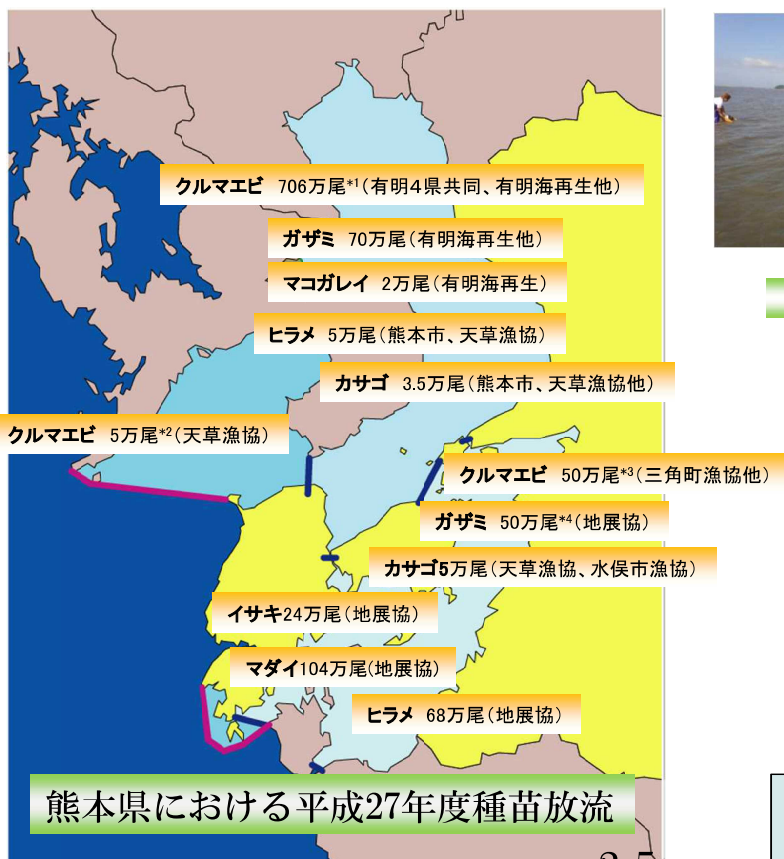 クルマエビ 706万尾*1(有明4県共同、有明海再生他)
ガザミ 70万尾(有明海再生他)
マコガレイ 2万尾(有明海再生)
ヒラメ 5万尾(熊本市、天草漁協)
カサゴ 3.5万尾(熊本市、天草漁協他)
クルマエビ 5万尾*2(天草漁協)
クルマエビ 50万尾*3(三角町漁協他)
ガザミ 50万尾*4(地展協)
カサゴ5万尾(天草漁協、水俣市漁協)
イサキ24万尾(地展協)
マダイ104万尾(地展協)
ヒラメ 68万尾(地展協)
熊本県における平成27年度種苗放流